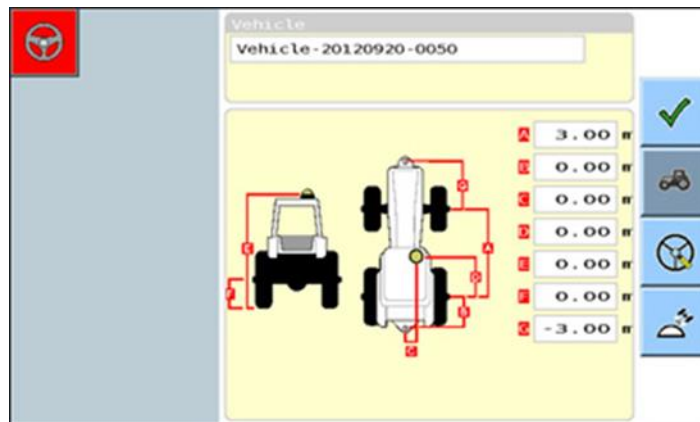 Vehicle
Vehicle-20120920-0050
A 3.00 m
B 0.00 m
C 0.00 m
D 0.00 m
E 0.00 m
F 0.00 m
G -3.00 m
G
E
A
D
F
B
C